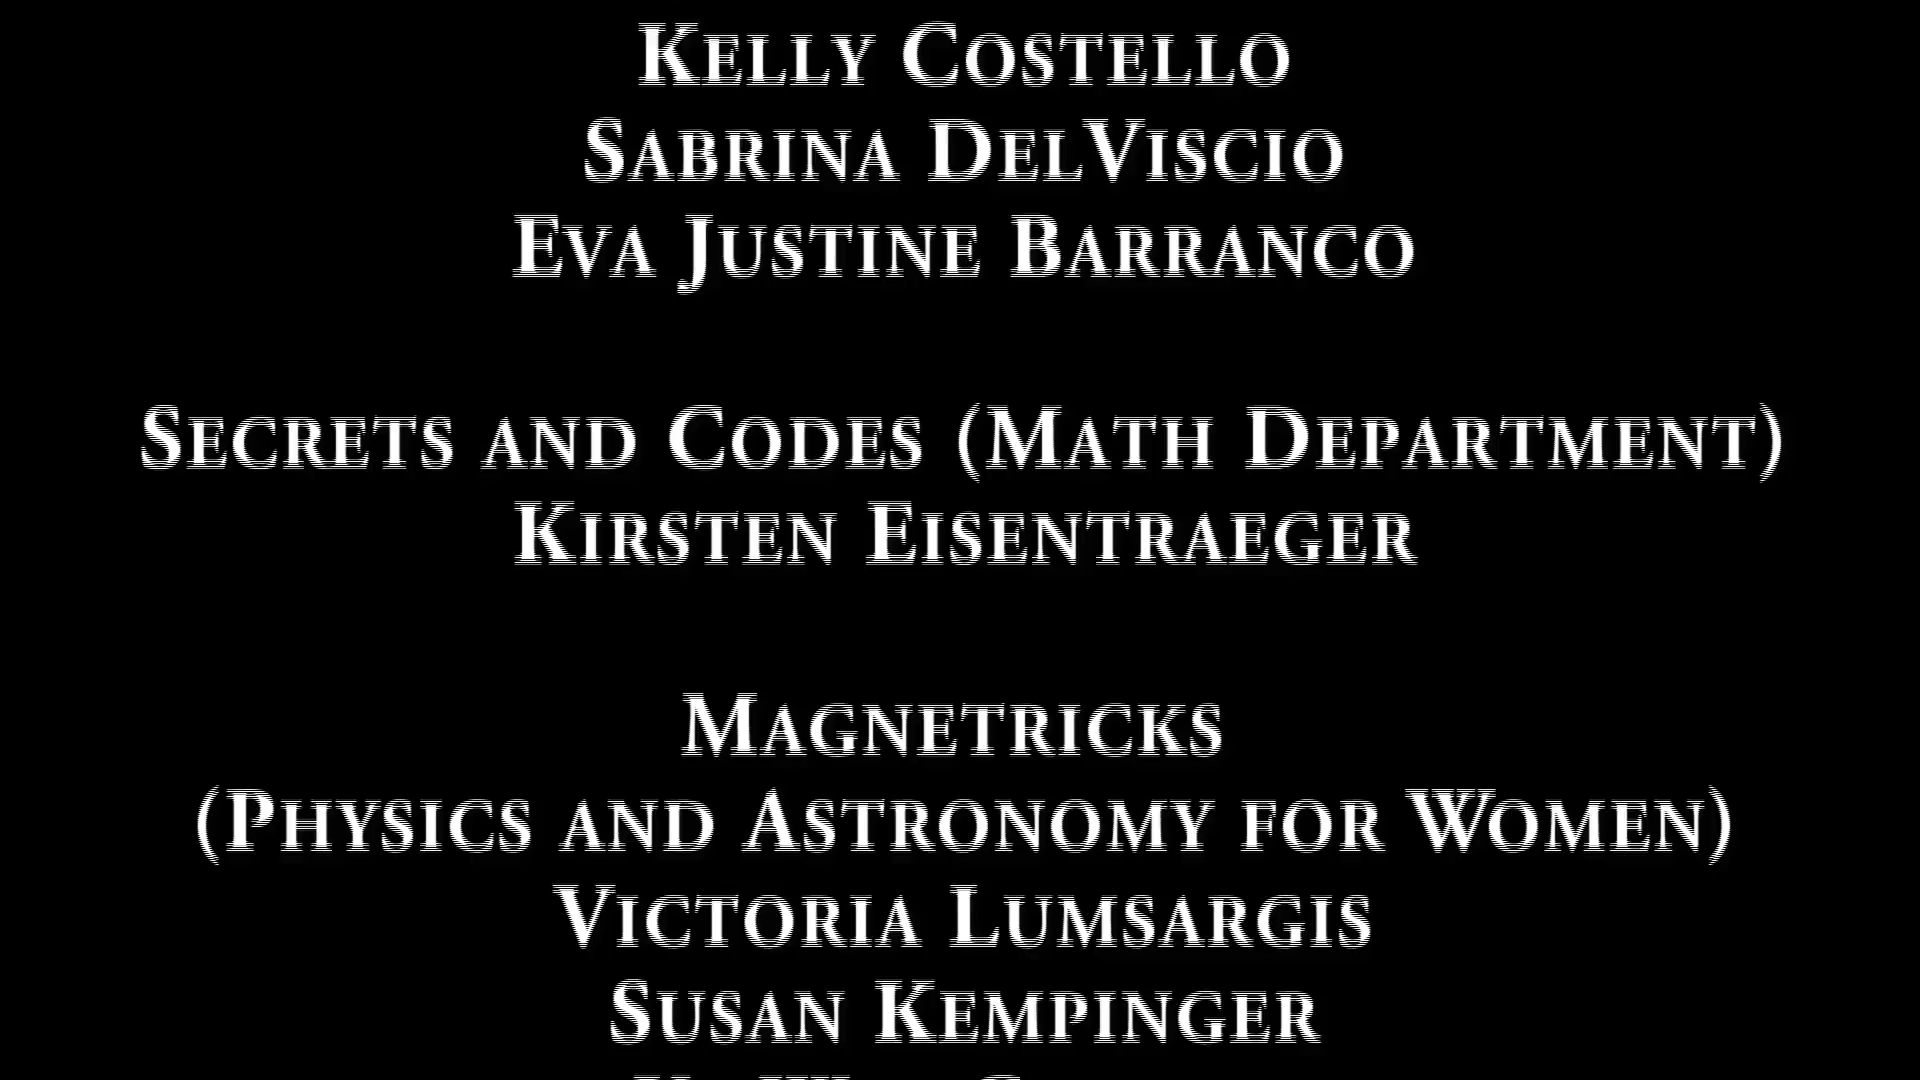 Kelly Costello
Sabrina DelViscio
Eva Justine Barranco
Secrets and Codes (Math Department)
Kirsten Eisentraeger
Magnetricks
(Physics and Astronomy for Women)
Victoria Lumsargis
Susan Kempinger